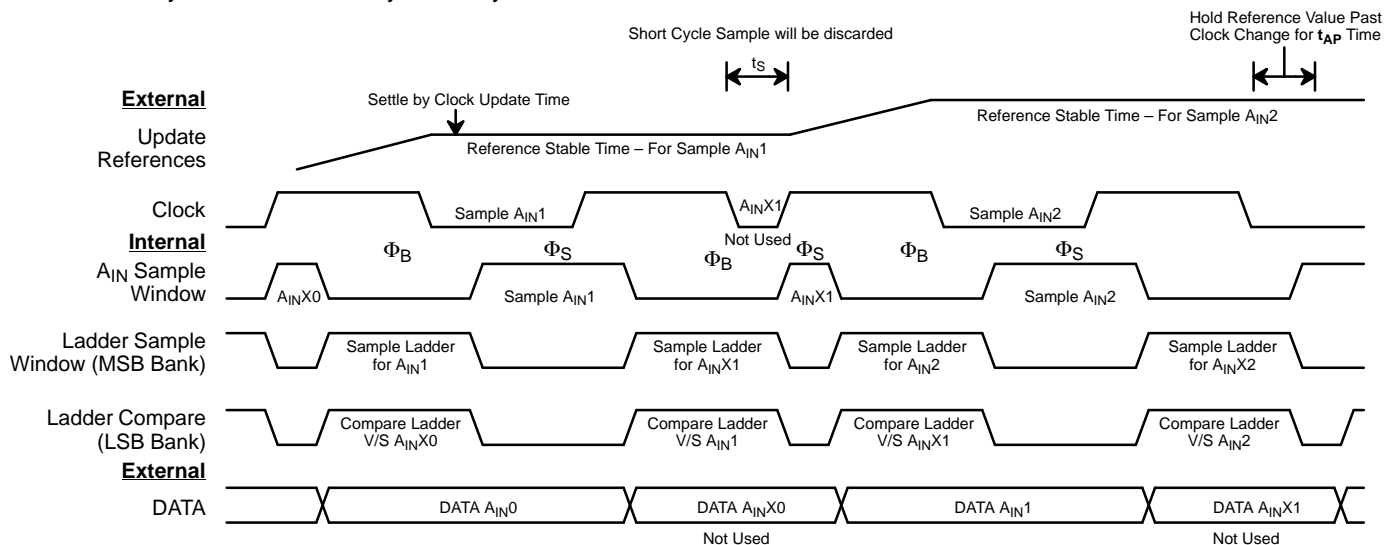 Hold Reference Value Past
Clock Change for tAP Time
Short Cycle Sample will be discarded
tS
External
Settle by Clock Update Time
Update
References
Reference Stable Time – For Sample AIN1
Reference Stable Time – For Sample AIN2
Clock
Sample AIN1
AINX1
Sample AIN2
Not Used
Internal
ΦB
ΦS
ΦB
ΦS
ΦB
ΦS
AIN Sample
Window
AINX0
Sample AIN1
AINX1
Sample AIN2
Ladder Sample
Window (MSB Bank)
Sample Ladder
for AIN1
Sample Ladder
for AINX1
Sample Ladder
for AIN2
Sample Ladder
for AINX2
Ladder Compare
(LSB Bank)
Compare Ladder
V/S AINX0
Compare Ladder
V/S AIN1
Compare Ladder
V/S AINX1
Compare Ladder
V/S AIN2
External
DATA
DATA AIN0
DATA AINX0
DATA AIN1
DATA AINX1
Not Used
Not Used